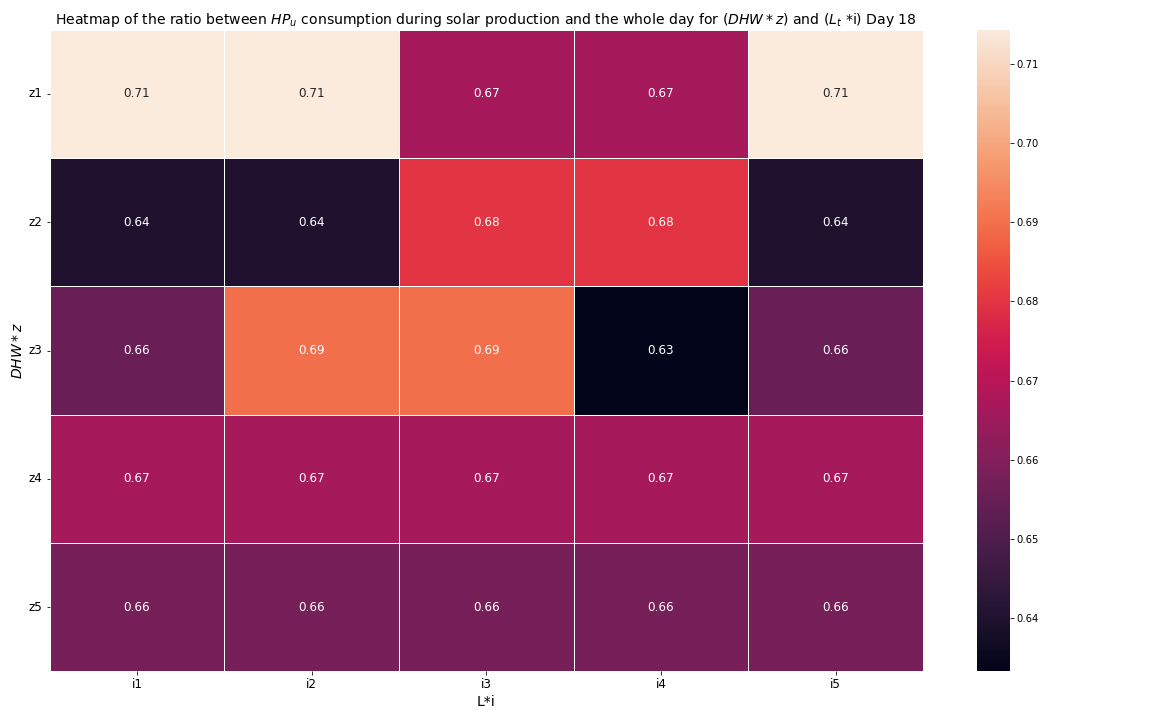 Heatmap of the ratio between HP_u consumption during solar production and the whole day for (DHW * z) and (L_t *i) Day 18
z1 0.71 0.71 0.67 0.67 0.71
z2 0.64 0.64 0.68 0.68 0.64
z3 0.66 0.69 0.69 0.63 0.66
z4 0.67 0.67 0.67 0.67 0.67
z5 0.66 0.66 0.66 0.66 0.66
i1 i2 i3 i4 i5
L*i
DHW * z
0.71
0.70
0.69
0.68
0.67
0.66
0.65
0.64